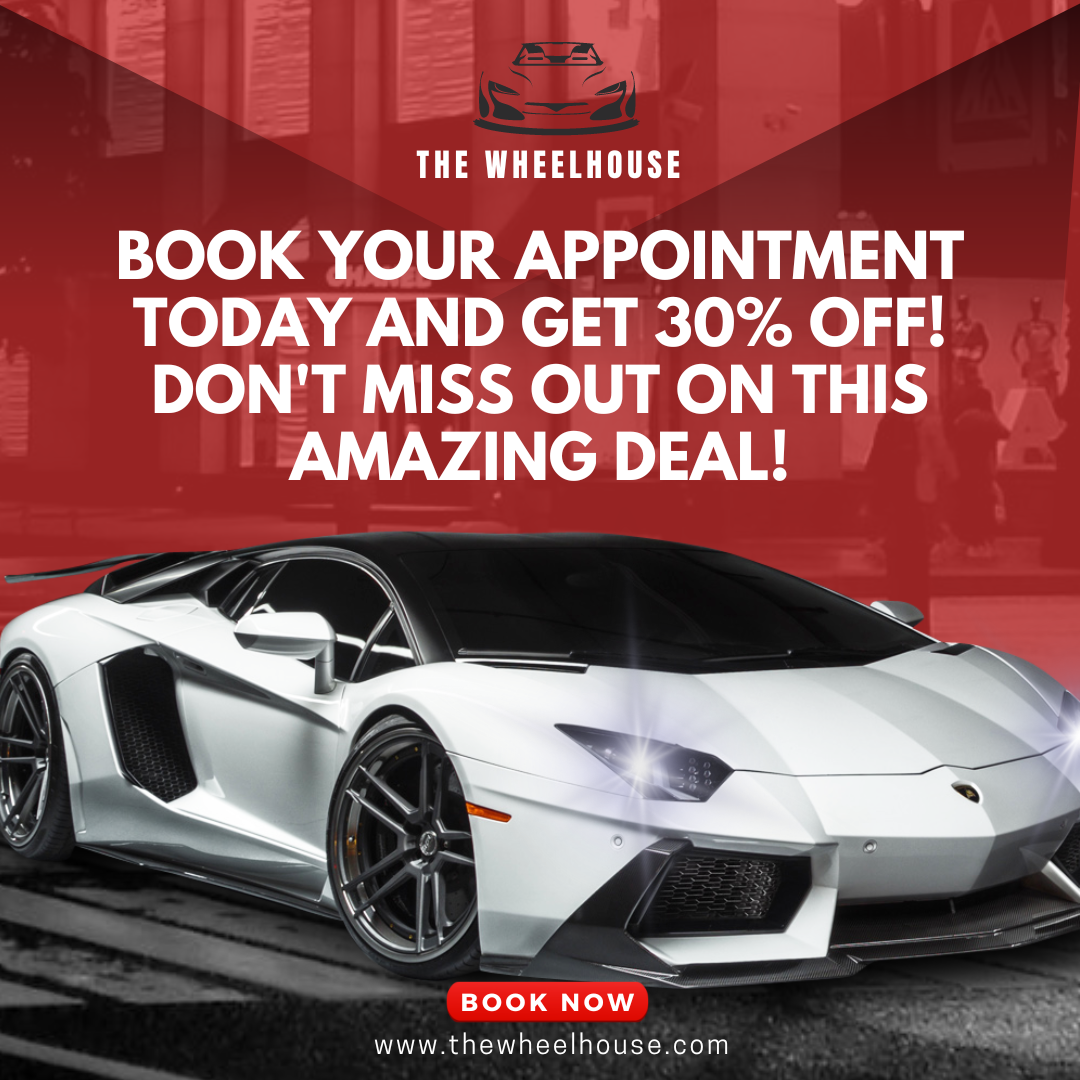 THE WHEELHOUSE
BOOK YOUR APPOINTMENT
TODAY AND GET 30% OFF!
DON'T MISS OUT ON THIS
AMAZING DEAL!
CHANEL
BOOK NOW
www.thewheelhouse.com